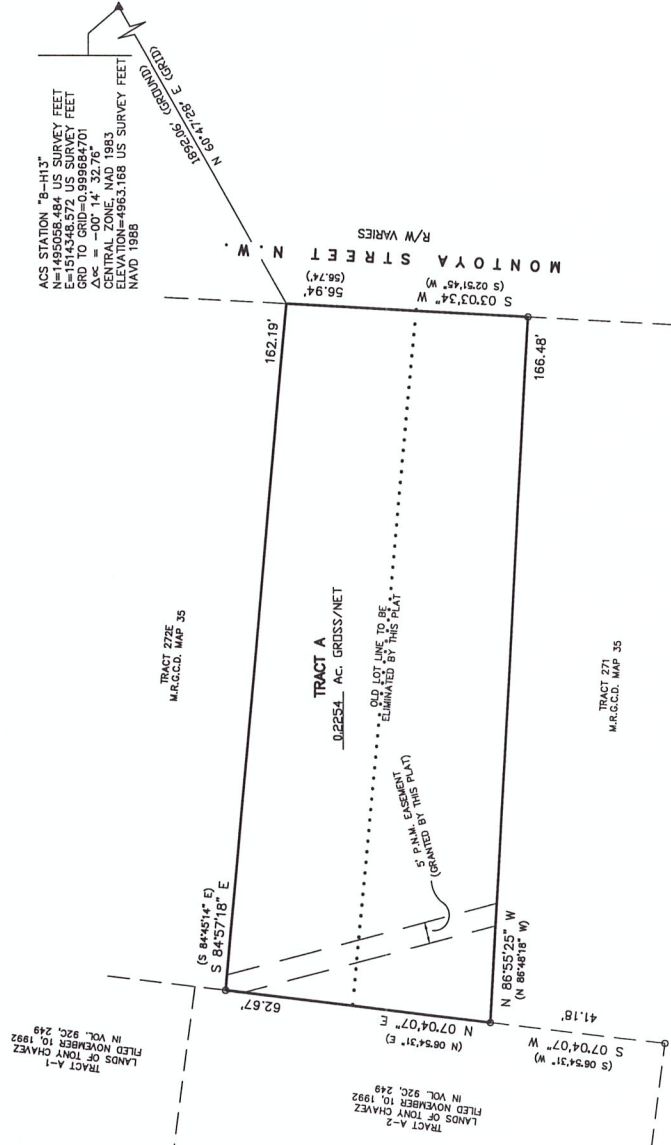 ACS STATION "8-H13"
N=1495058.484 US SURVEY FEET
E=1514348.572 US SURVEY FEET
GRD TO GRID=0.999684701
Δ∝ = -00° 14' 32.76"
CENTRAL ZONE, NAD 1983
ELEVATION=4963.168 US SURVEY FEET
NAVD 1988
1892.06' (GROUND)
N 60°47'28" E (GRID)
MONTOYA STREET N. W.
R/W VARIES
TRACT 272E
M.R.G.C.D. MAP 35
(S 84°45'14" E)
S 84°57'18" E
162.19'
56.94'
(56.74')
S 03°03'34" W
(S 02°51'45" W)
TRACT A
0.2254 Ac. GROSS/NET
OLD LOT LINE TO BE
ELIMINATED BY THIS PLAT
5' P.N.M. EASEMENT
(GRANTED BY THIS PLAT)
62.67'
N 07°04'07" E
(N 06°54'31" E)
N 86°55'25" W
(N 86°48'18" W)
166.48'
TRACT 271
M.R.G.C.D. MAP 35
41.18'
S 07°04'07" W
(S 06°54'31" W)
TRACT A-1
LANDS OF TONY CHAVEZ
FILED NOVEMBER 10, 1992
IN VOL. 92C, 249
TRACT A-2
LANDS OF TONY CHAVEZ
FILED NOVEMBER 10, 1992
IN VOL. 92C, 249